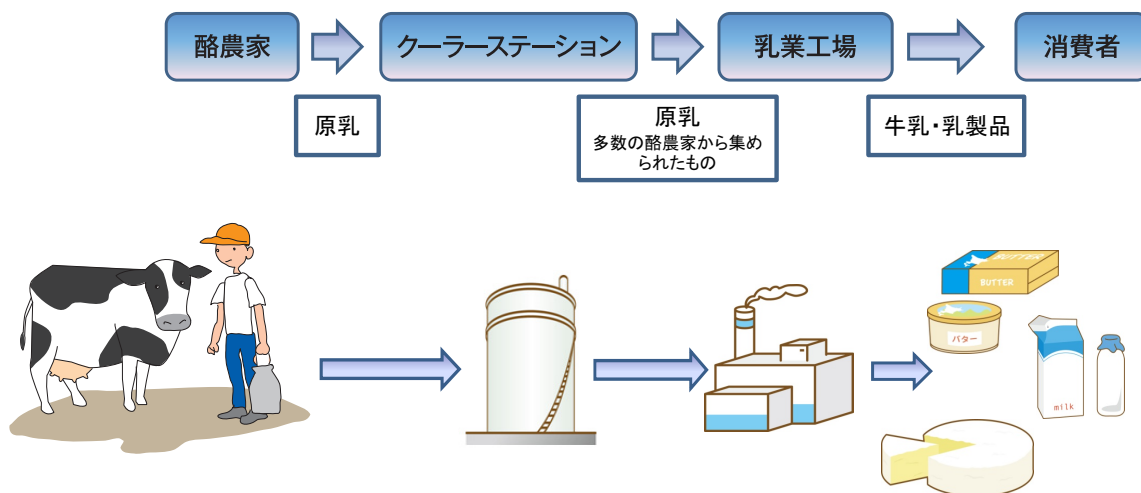 酪農家
クーラーステーション
乳業工場
消費者
原乳
原乳
多数の酪農家から集め
られたもの
牛乳・乳製品
BUTTER
BUTTER
バター
milk